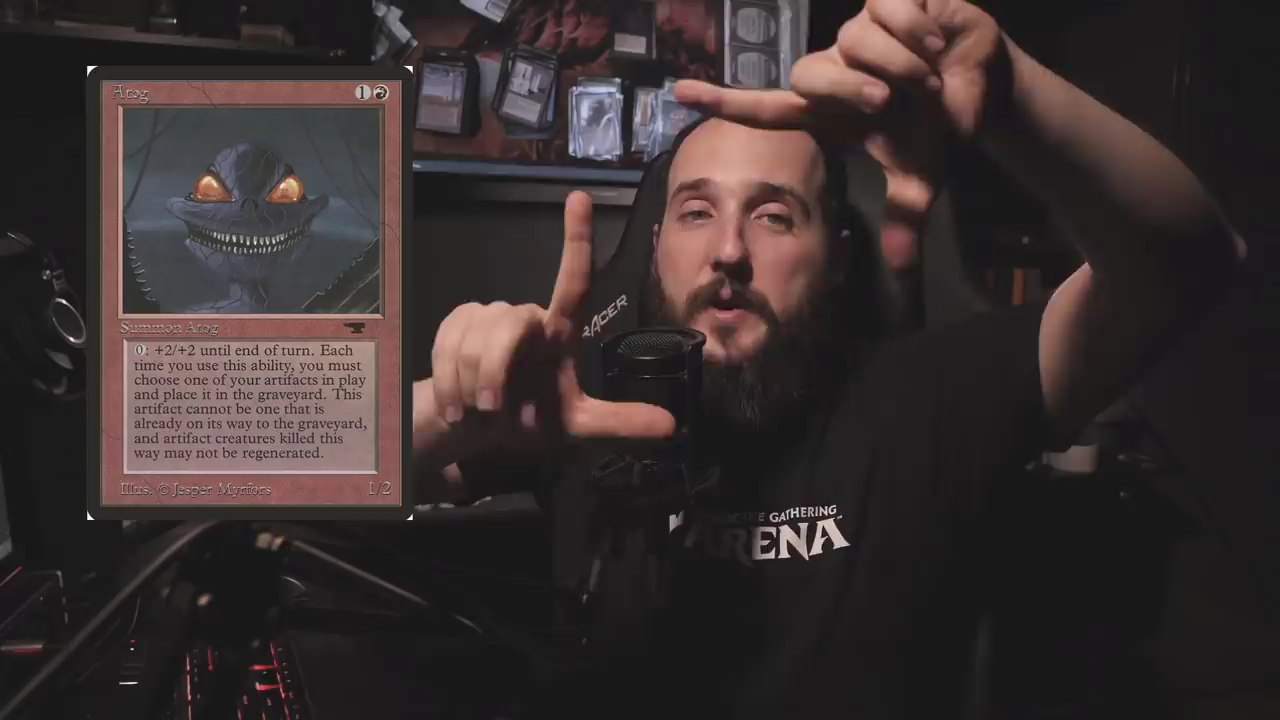 Atog
1
Summon Atog
0: +2/+2 until end of turn. Each
time you use this ability, you must
choose one of your artifacts in play
and place it in the graveyard. This
artifact cannot be one that is
already on its way to the graveyard,
and artifact creatures killed this
way may not be regenerated.
Illus. © Jesper Myrfors
1/2
RACER
GATHERING
ARENA